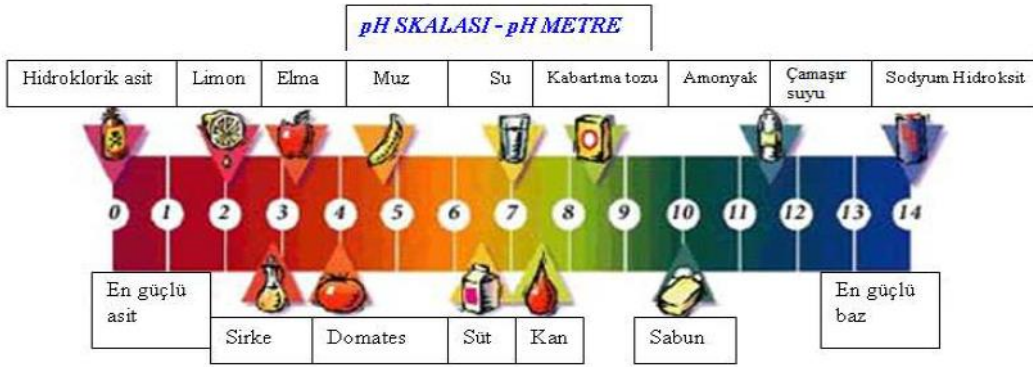 pH SKALASI - pH METRE
Hidroklorik asit
Limon
Elma
Muz
Su
Kabartma tozu
Amonyak
Çamaşır
suyu
Sodyum Hidroksit
0 1 2 3 4 5 6 7 8 9 10 11 12 13 14
En güçlü
asit
Sirke
Domates
Süt
Kan
Sabun
En güçlü
baz